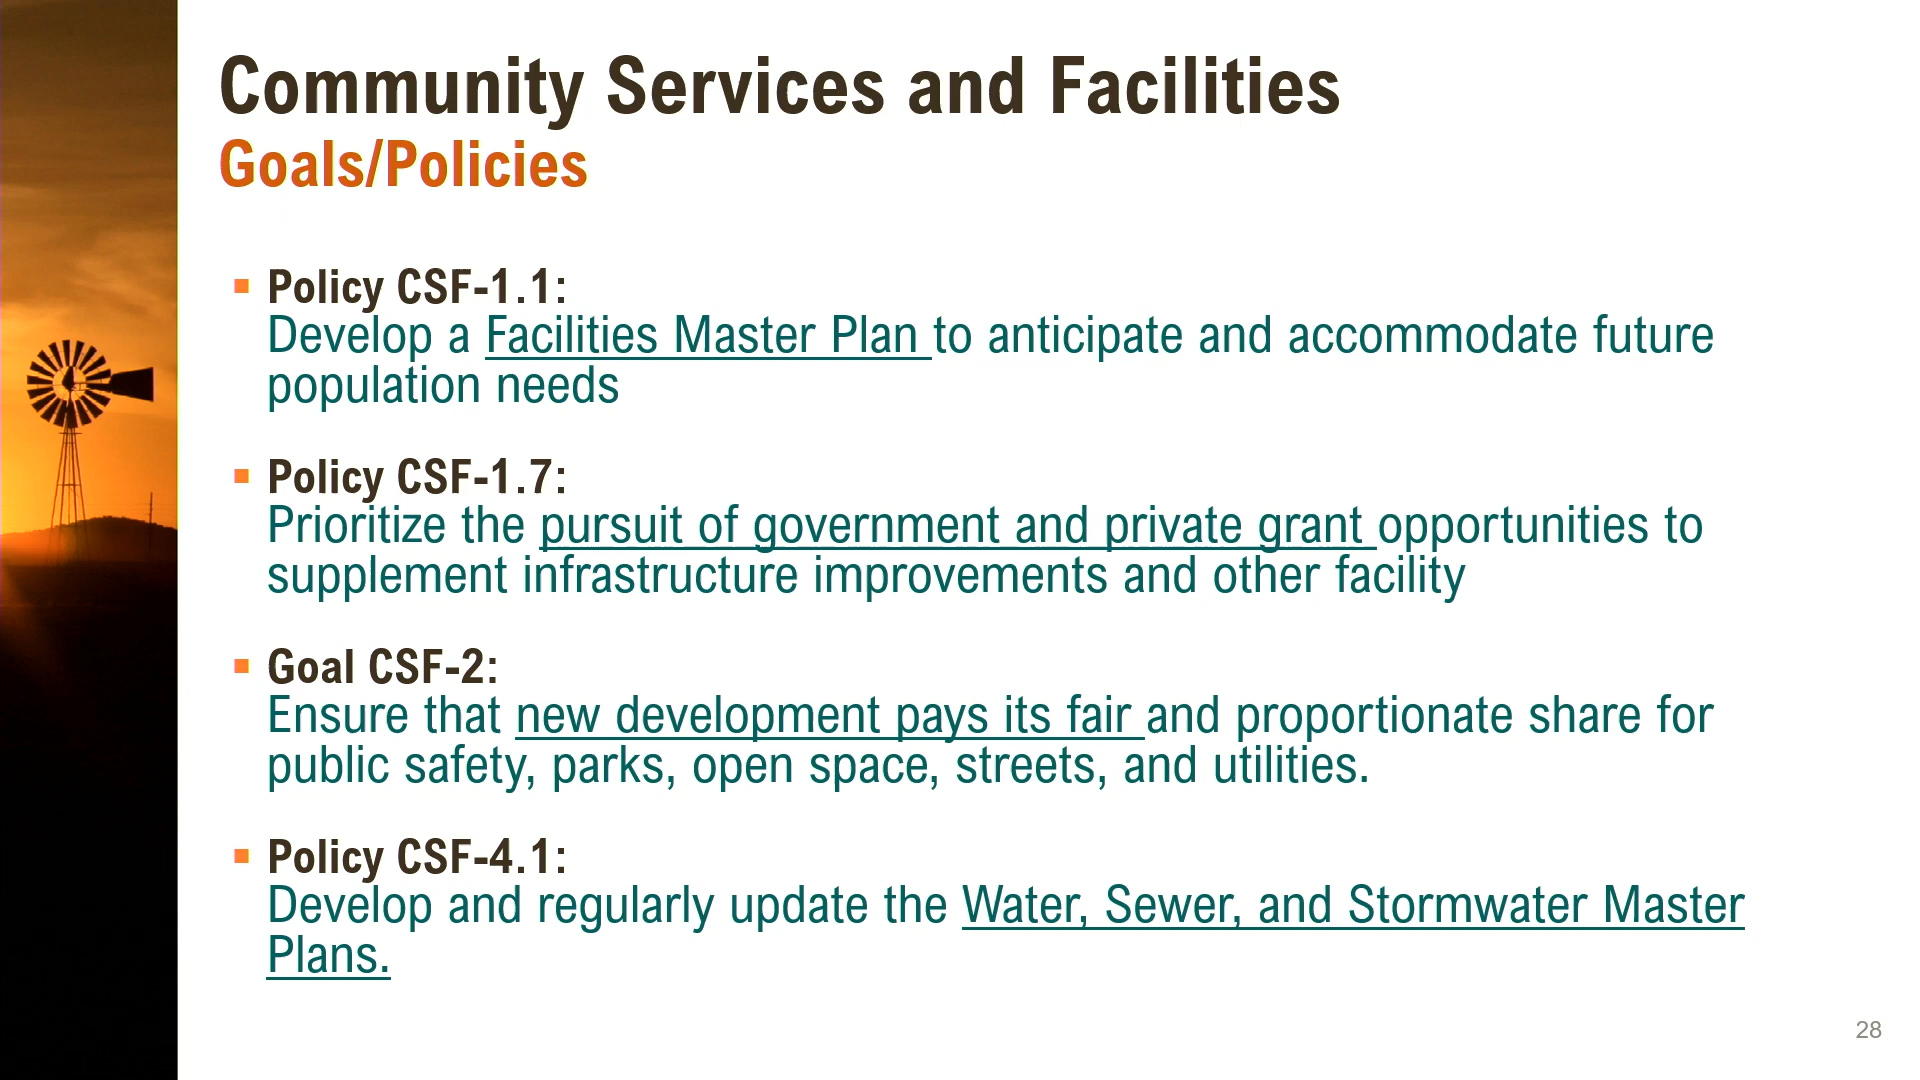 Community Services and Facilities
Goals/Policies
Policy CSF-1.1:
Develop a Facilities Master Plan to anticipate and accommodate future
population needs
Policy CSF-1.7:
Prioritize the pursuit of government and private grant opportunities to
supplement infrastructure improvements and other facility
Goal CSF-2:
Ensure that new development pays its fair and proportionate share for
public safety, parks, open space, streets, and utilities.
Policy CSF-4.1:
Develop and regularly update the Water, Sewer, and Stormwater Master
Plans.
28